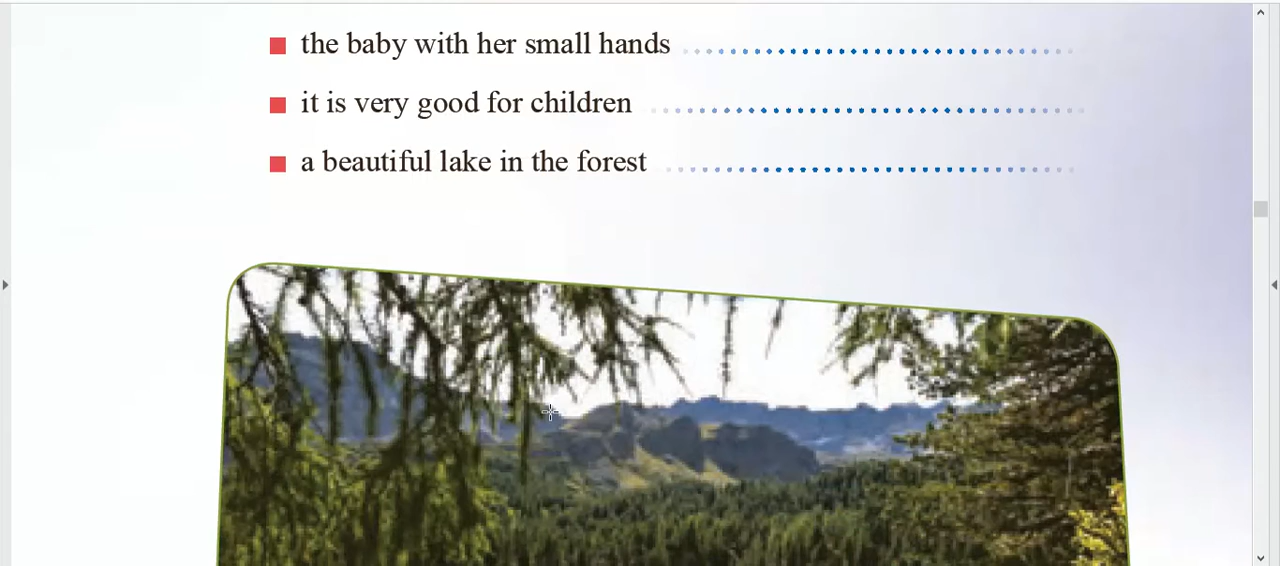 the baby with her small hands
it is very good for children
a beautiful lake in the forest